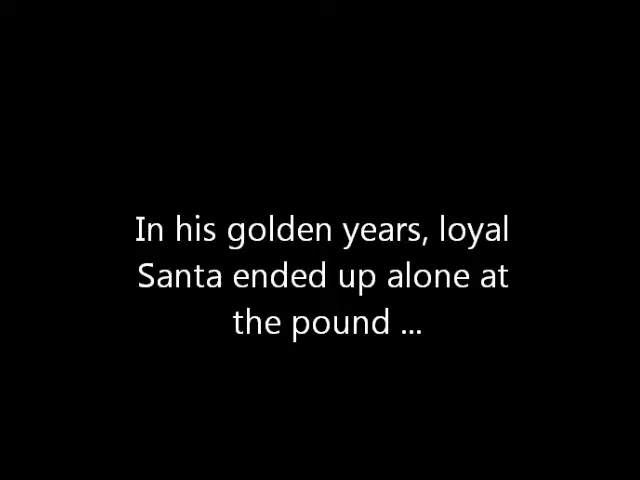 In his golden years, loyal
Santa ended up alone at
the pound ...